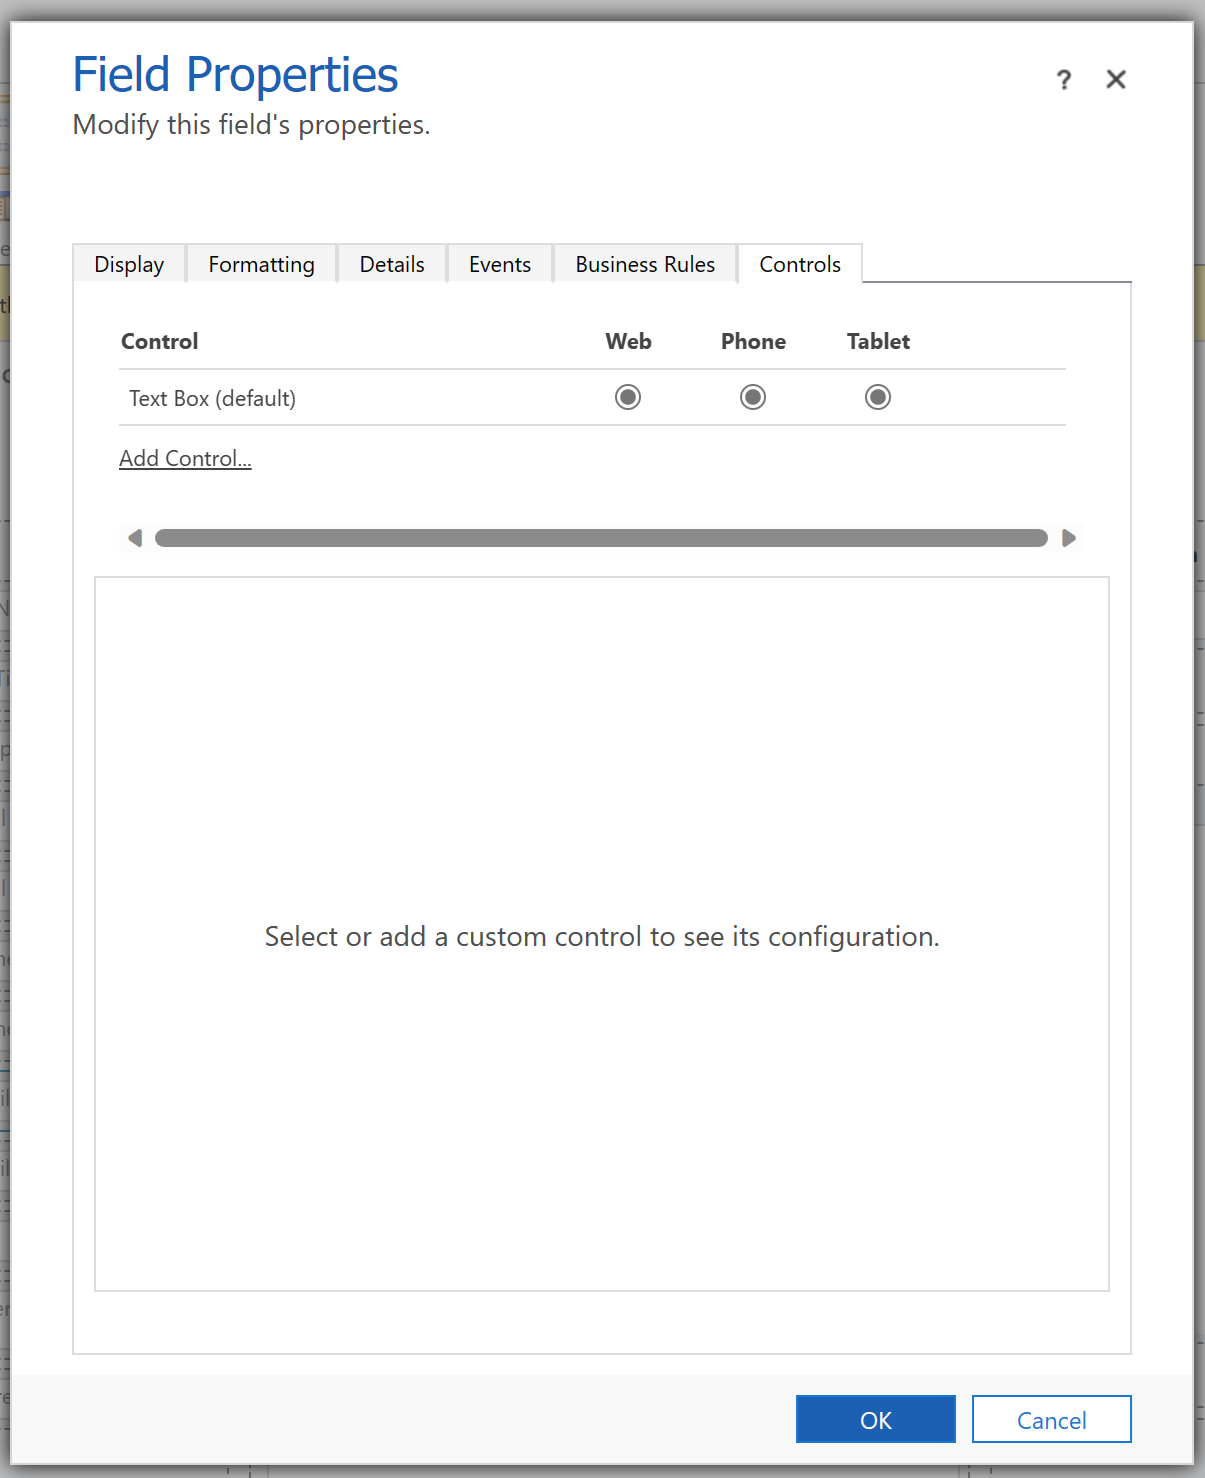 Field Properties
? 
Modify this field's properties.
Display Formatting Details Events Business Rules Controls
Control Web Phone Tablet
Text Box (default)
Add Control...
Select or add a custom control to see its configuration.
OK Cancel